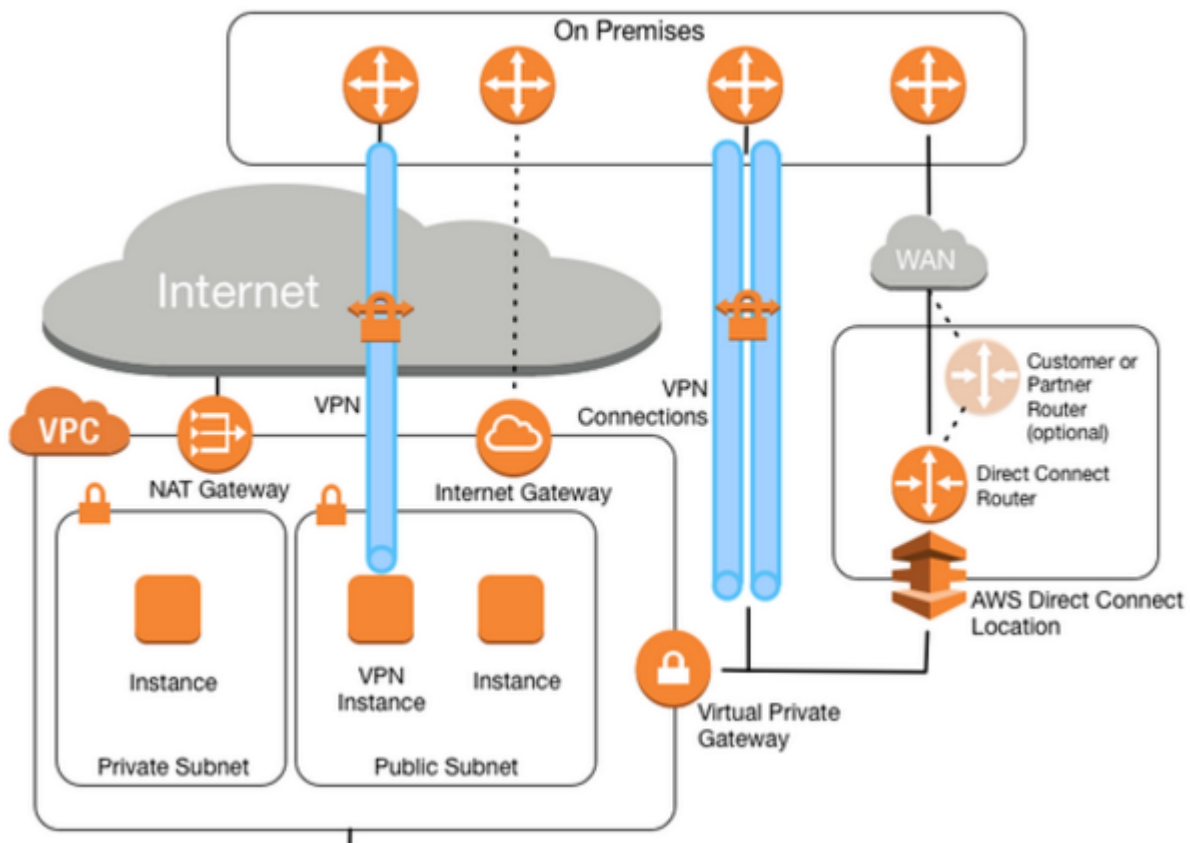 On Premises
Internet
WAN
Customer or
Partner
Router
(optional)
VPN
VPN
Connections
VPC
NAT Gateway
Internet Gateway
Direct Connect
Router
AWS Direct Connect
Location
Instance
VPN
Instance
Instance
Virtual Private
Gateway
Private Subnet
Public Subnet